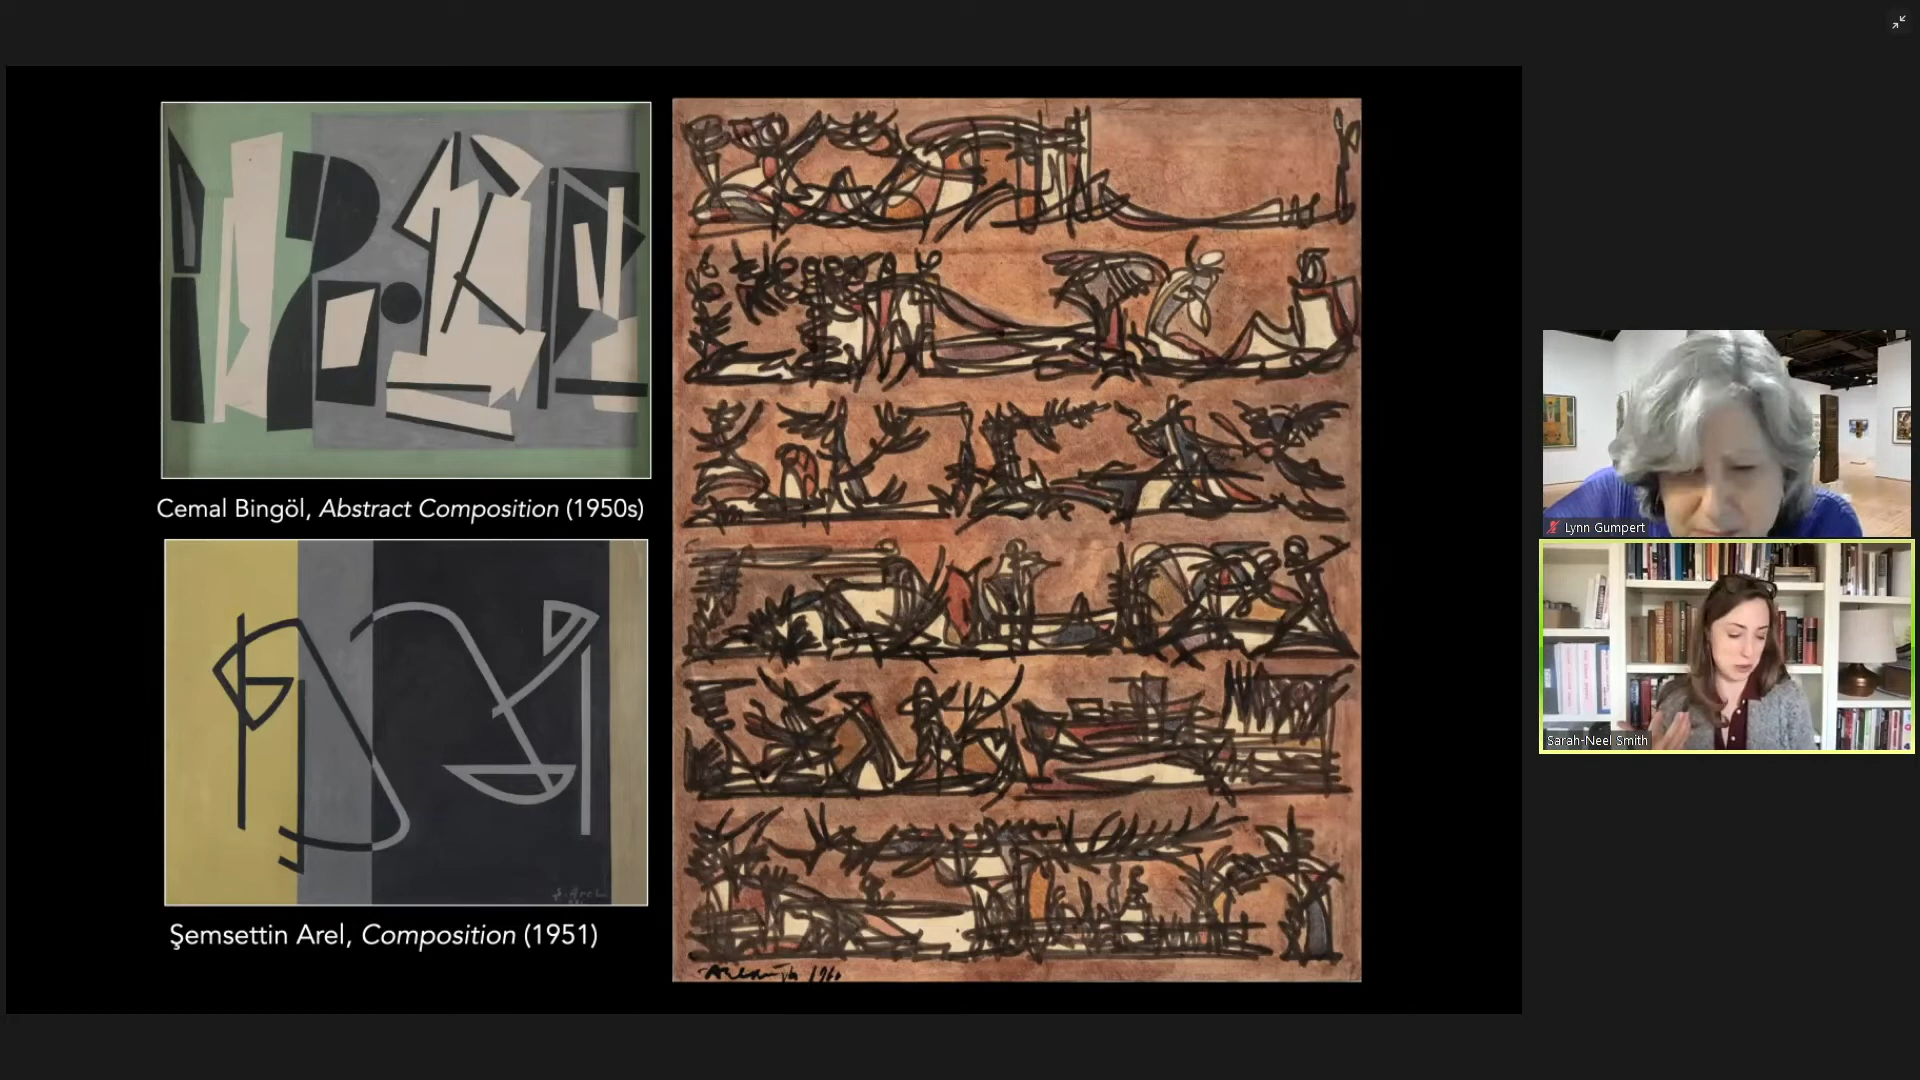 Cemal Bingöl, Abstract Composition (1950s)
Şemsettin Arel, Composition (1951)
Lynn Gumpert
Sarah-Neel Smith